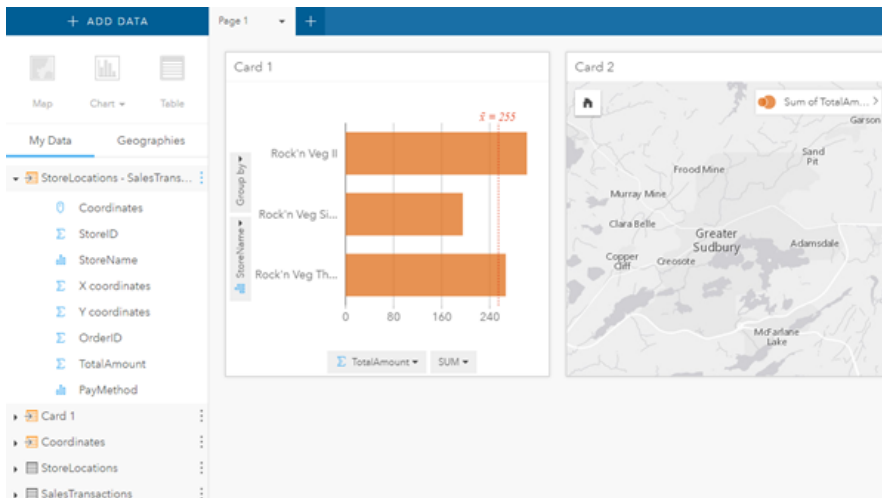 + ADD DATA
Page 1
+
Map
Chart
Table
My Data
Geographies
StoreLocations - SalesTrans...
Coordinates
StoreID
StoreName
X coordinates
Y coordinates
OrderID
TotalAmount
PayMethod
Card 1
Coordinates
StoreLocations
SalesTransactions
Card 1
x̄ = 255
Group by
StoreName
Rock'n Veg II
Rock'n Veg Si...
Rock'n Veg Th...
0 80 160 240
Σ TotalAmount
SUM
Card 2
Sum of TotalAm...
Garson
Sand
Pit
Frood Mine
Murray Mine
Clara Belle
Greater
Sudbury
Adamsdale
Copper
Cliff
Creosote
McFarlane
Lake